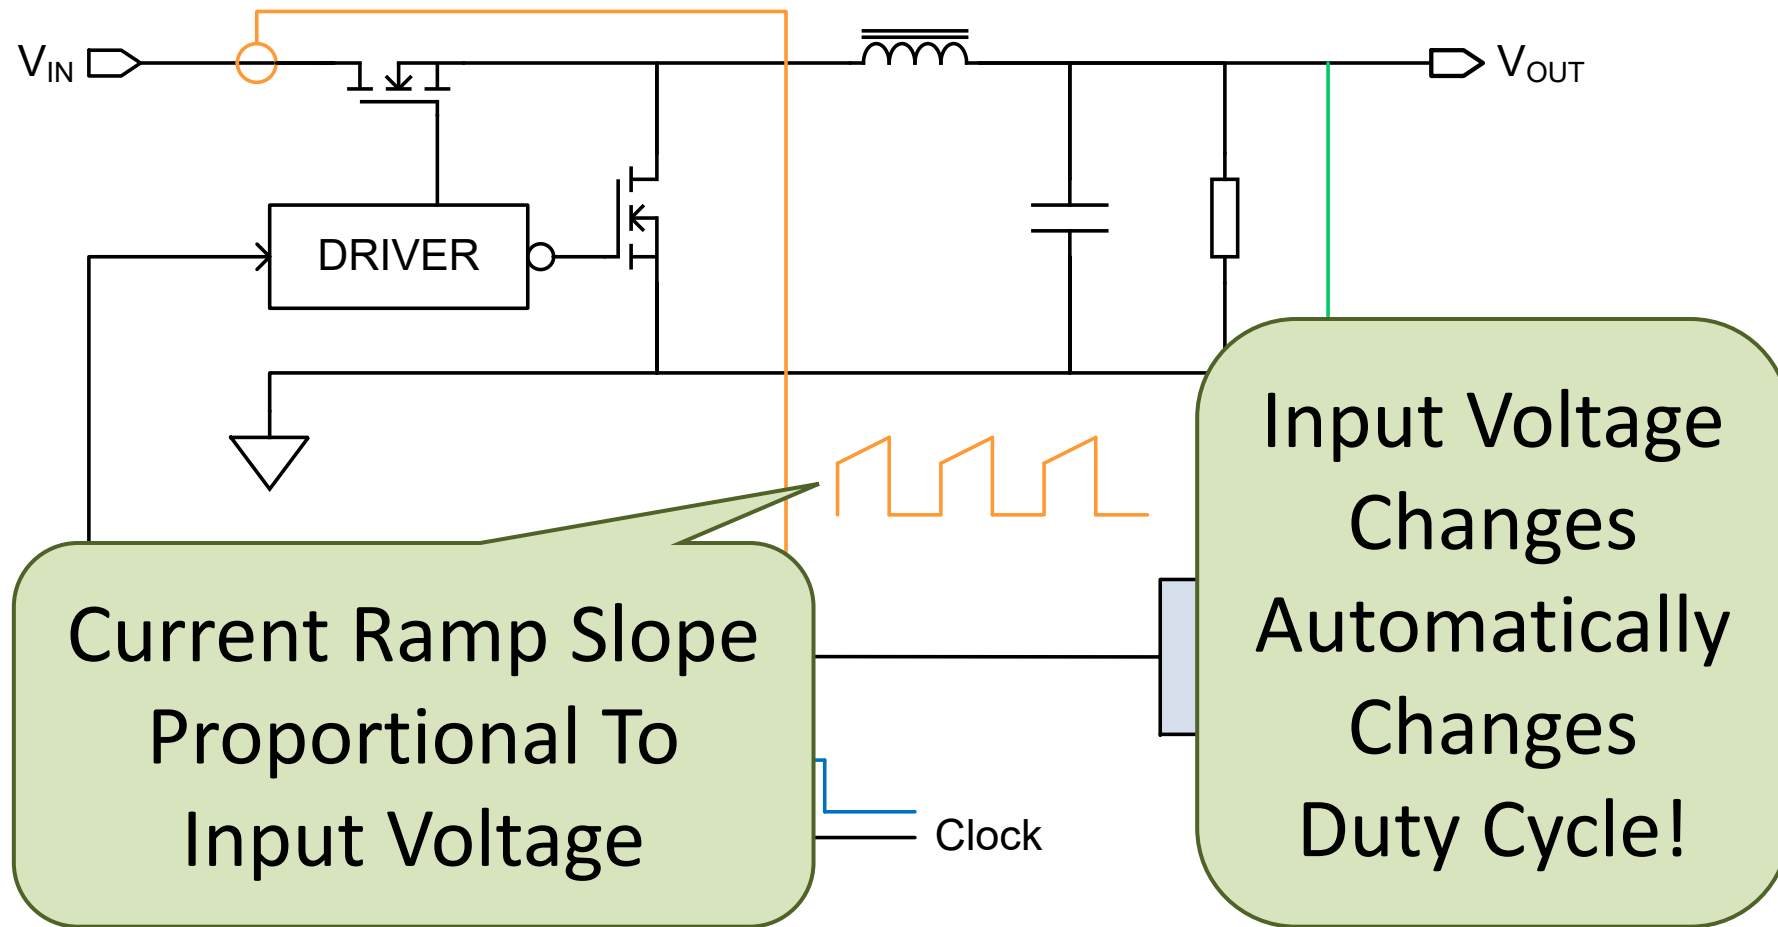 VIN
VOUT
DRIVER
Input Voltage
Changes
Automatically
Changes
Duty Cycle!
Current Ramp Slope
Proportional To
Input Voltage
Clock